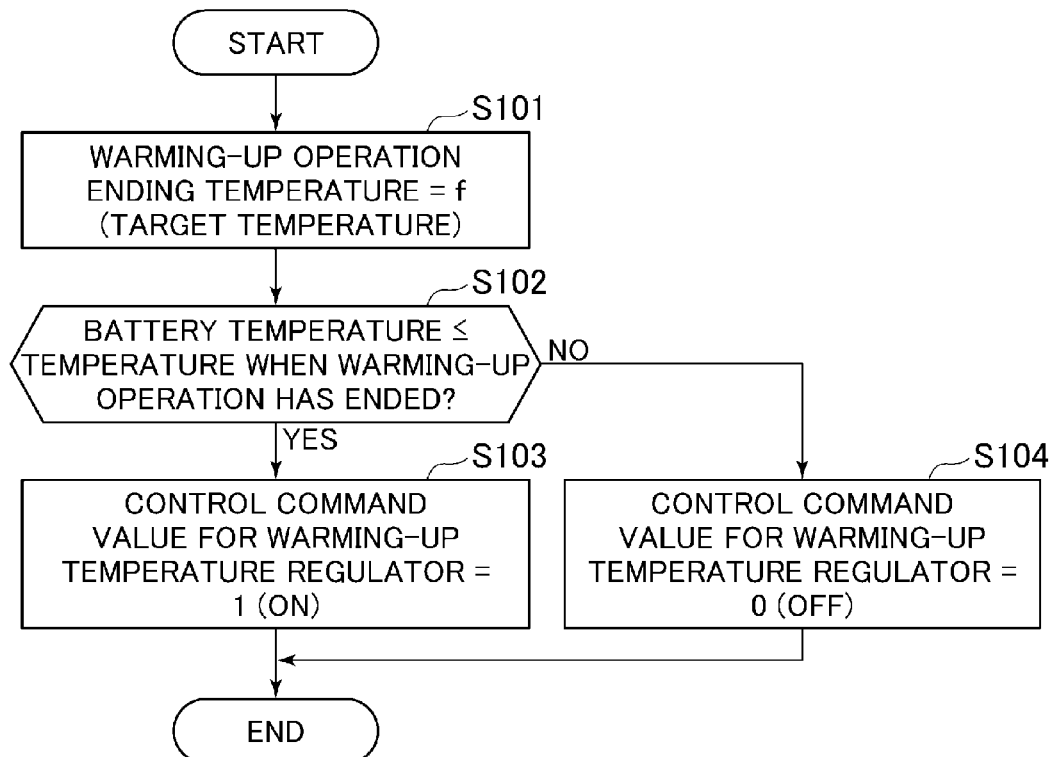 START
S101
WARMING-UP OPERATION
ENDING TEMPERATURE = f
(TARGET TEMPERATURE)
S102
BATTERY TEMPERATURE ≤
TEMPERATURE WHEN WARMING-UP
OPERATION HAS ENDED?
NO
YES
S103
CONTROL COMMAND
VALUE FOR WARMING-UP
TEMPERATURE REGULATOR =
1 (ON)
S104
CONTROL COMMAND
VALUE FOR WARMING-UP
TEMPERATURE REGULATOR =
0 (OFF)
END